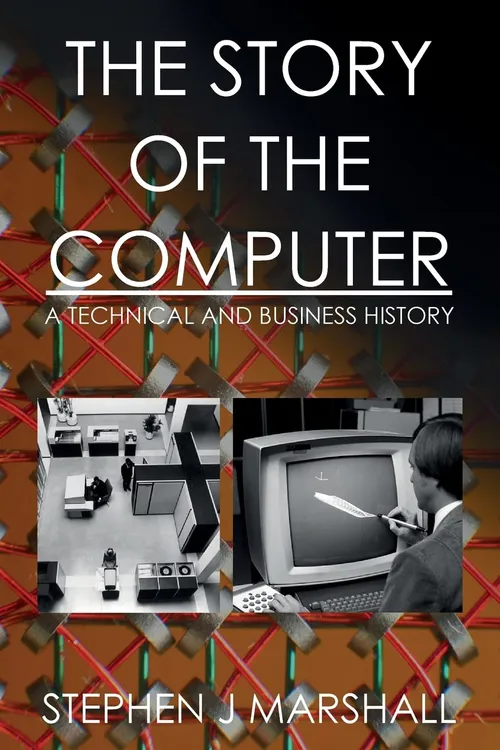 THE STORY
OF THE
COMPUTER
A TECHNICAL AND BUSINESS HISTORY
STEPHEN J MARSHALL